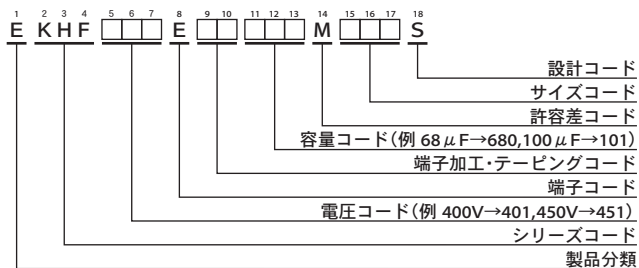 1 2 3 4 5 6 7 8 9 10 11 12 13 14 15 16 17 18
E K H F E M S
設計コード
サイズコード
許容差コード
容量コード(例 68μF→680,100μF→101)
端子加工・テーピングコード
端子コード
電圧コード(例 400V→401,450V→451)
シリーズコード
製品分類